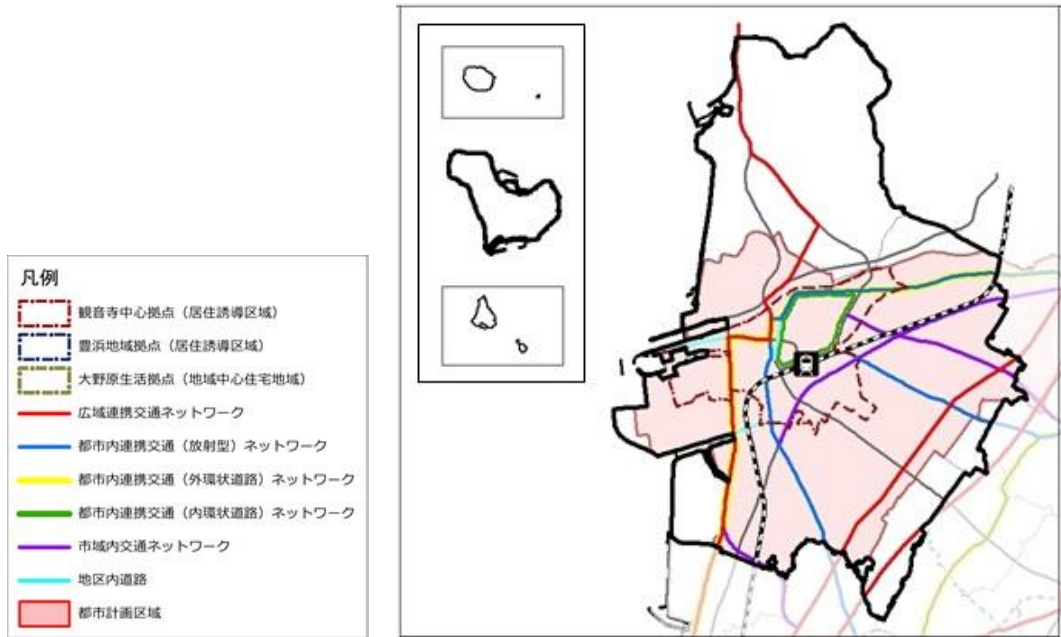 凡例
観音寺中心拠点（居住誘導区域）
豊浜地域拠点（居住誘導区域）
大野原生活拠点（地域中心住宅地域）
広域連携交通ネットワーク
都市内連携交通（放射型）ネットワーク
都市内連携交通（外環状道路）ネットワーク
都市内連携交通（内環状道路）ネットワーク
市域内交通ネットワーク
地区内道路
都市計画区域